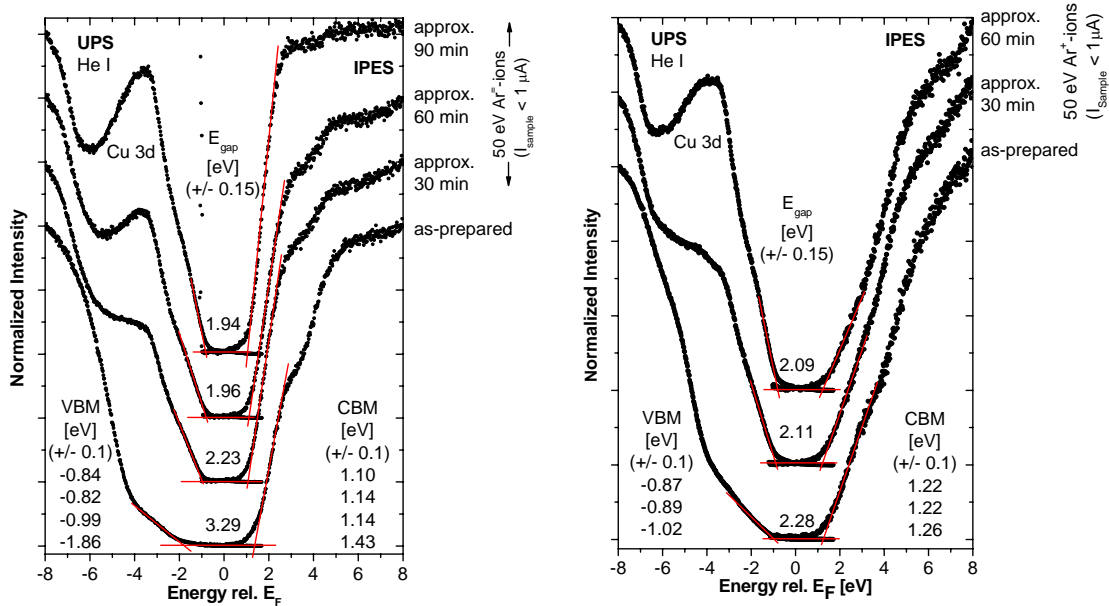 UPS
He I
IPES
approx.
90 min
approx.
60 min
approx.
30 min
as-prepared
50 eV Ar=-ions
(I_sample < 1 μA)
Cu 3d
E_gap
[eV]
(+/- 0.15)
1.94
1.96
2.23
3.29
VBM
[eV]
(+/- 0.1)
-0.84
-0.82
-0.99
-1.86
CBM
[eV]
(+/- 0.1)
1.10
1.14
1.14
1.43
Normalized Intensity
-8 -6 -4 -2 0 2 4 6 8
Energy rel. E_F
UPS
He I
IPES
approx.
60 min
approx.
30 min
as-prepared
50 eV Ar+-ions
(I_Sample < 1 μA)
Cu 3d
E_gap
[eV]
(+/- 0.15)
2.09
2.11
2.28
VBM
[eV]
(+/- 0.1)
-0.87
-0.89
-1.02
CBM
[eV]
(+/- 0.1)
1.22
1.22
1.26
Normalized Intensity
-8 -6 -4 -2 0 2 4 6 8
Energy rel. E_F [eV]